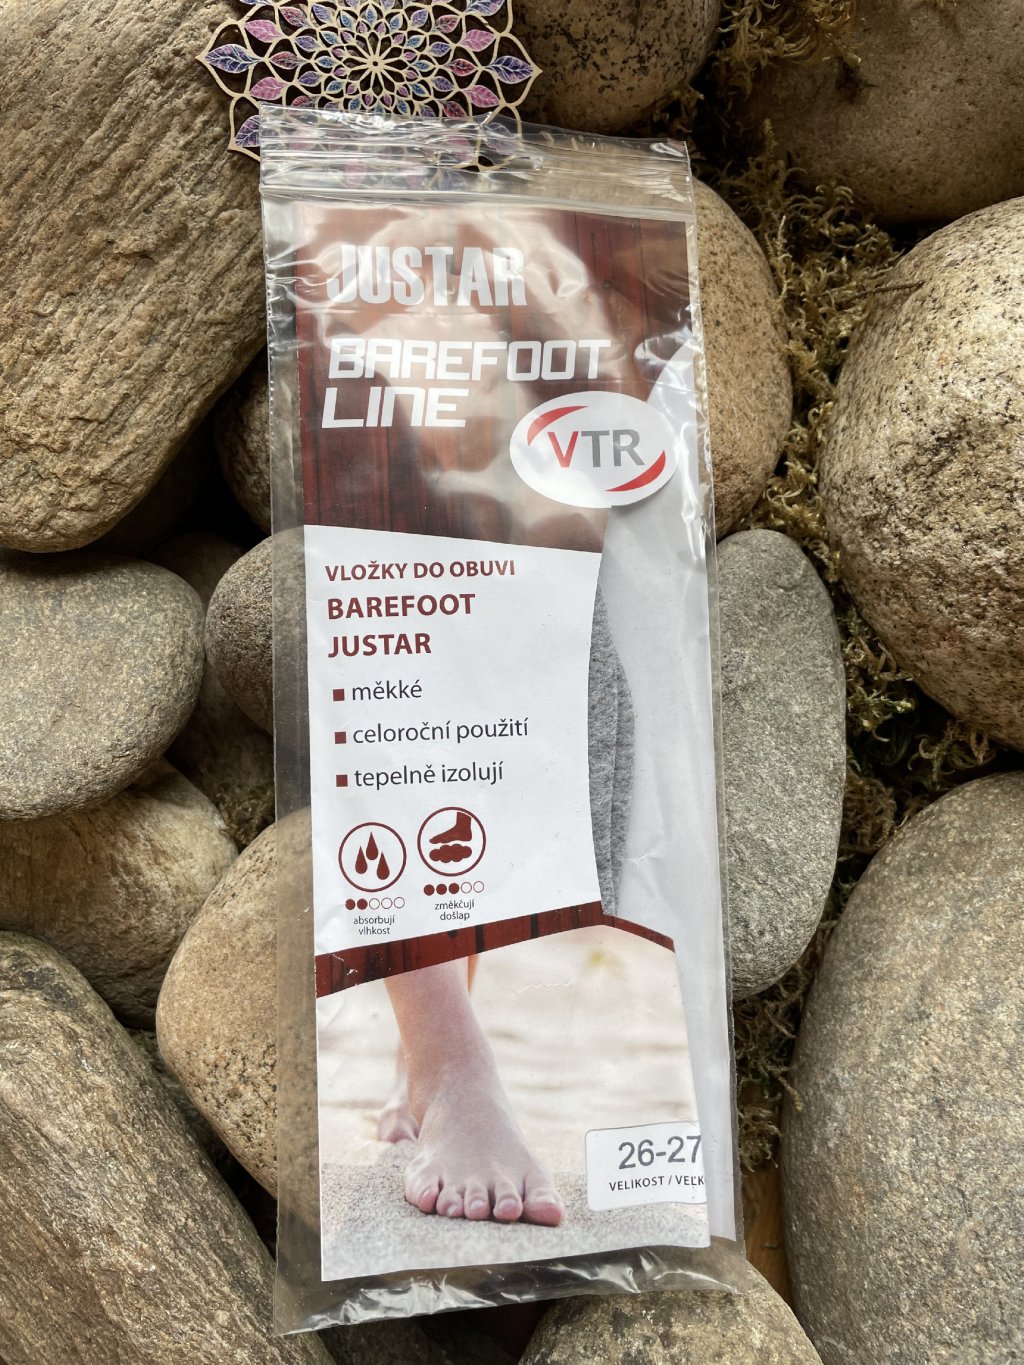 JUSTAR
BAREFOOT
LINE
VTR
VLOŽKY DO OBUVI
BAREFOOT
JUSTAR
měkké
celoroční použití
tepelně izolují
absorbují
vlhkost
změkčují
došlap
26-27
VELIKOST / VEĽK